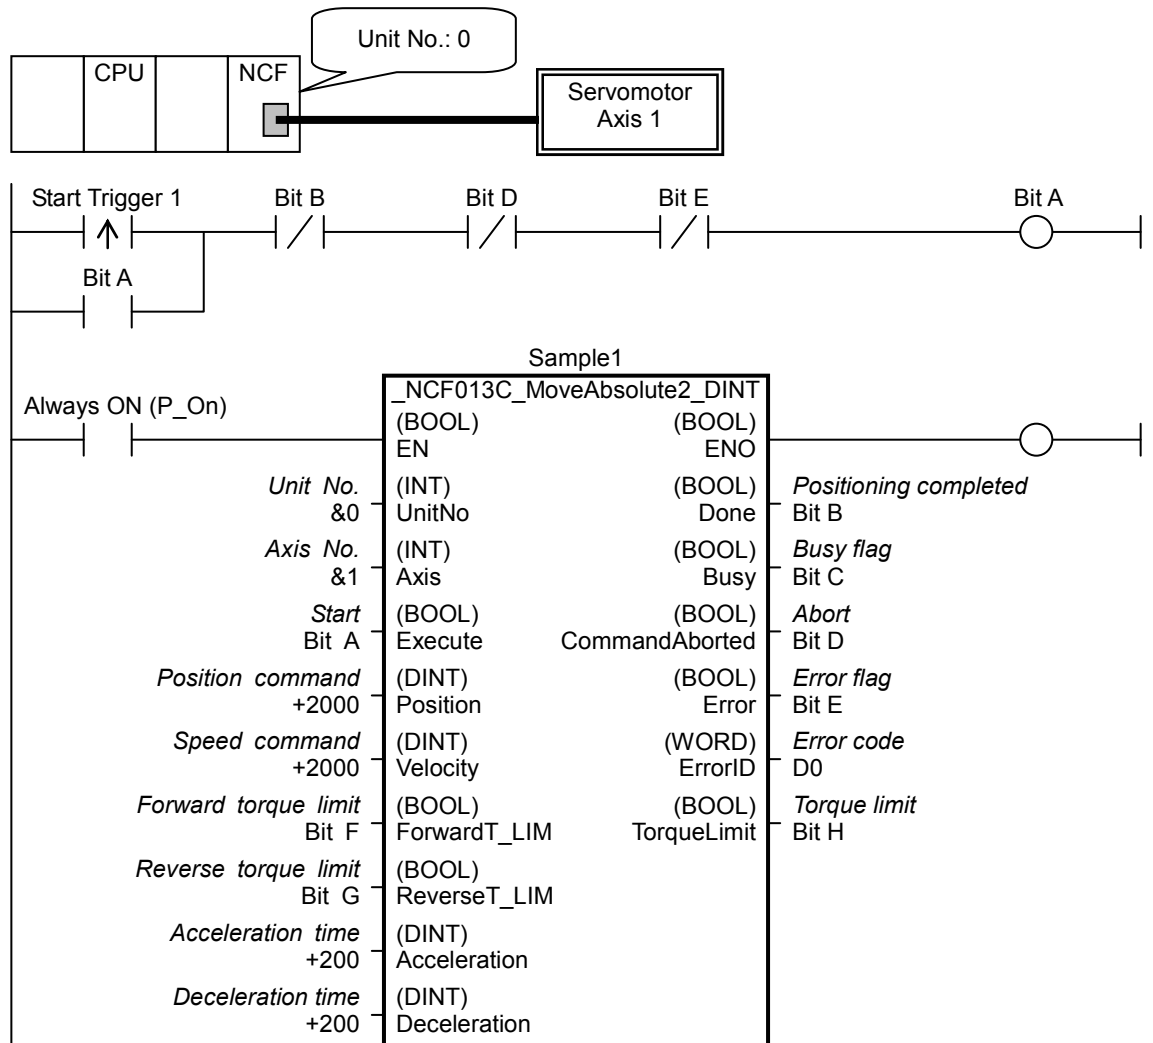 Unit No.: 0
CPU NCF
Servomotor
Axis 1
Start Trigger 1 Bit B Bit D Bit E Bit A
Bit A
Sample1
_NCF013C_MoveAbsolute2_DINT
Always ON (P_On)
(BOOL) (BOOL)
EN ENO
Unit No. (INT) (BOOL) Positioning completed
&0 UnitNo Done Bit B
Axis No. (INT) (BOOL) Busy flag
&1 Axis Busy Bit C
Start (BOOL) (BOOL) Abort
Bit A Execute CommandAborted Bit D
Position command (DINT) (BOOL) Error flag
+2000 Position Error Bit E
Speed command (DINT) (WORD) Error code
+2000 Velocity ErrorID D0
Forward torque limit (BOOL) (BOOL) Torque limit
Bit F ForwardT_LIM TorqueLimit Bit H
Reverse torque limit (BOOL)
Bit G ReverseT_LIM
Acceleration time (DINT)
+200 Acceleration
Deceleration time (DINT)
+200 Deceleration